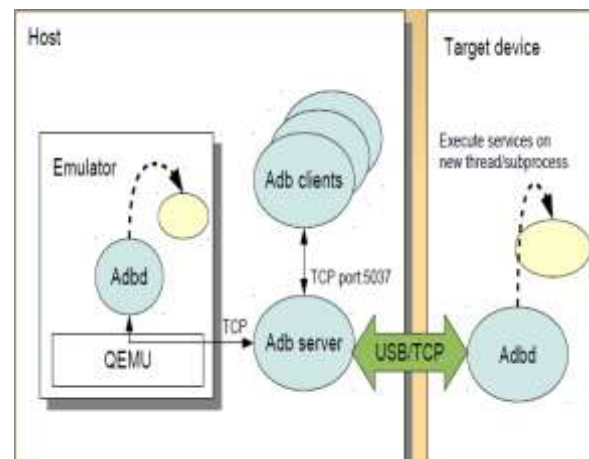 Host
Target device
Emulator
Adb clients
Execute services on
new thread/subprocess
Adbd
TCP port:5037
TCP
QEMU
Adb server
USB/TCP
Adbd